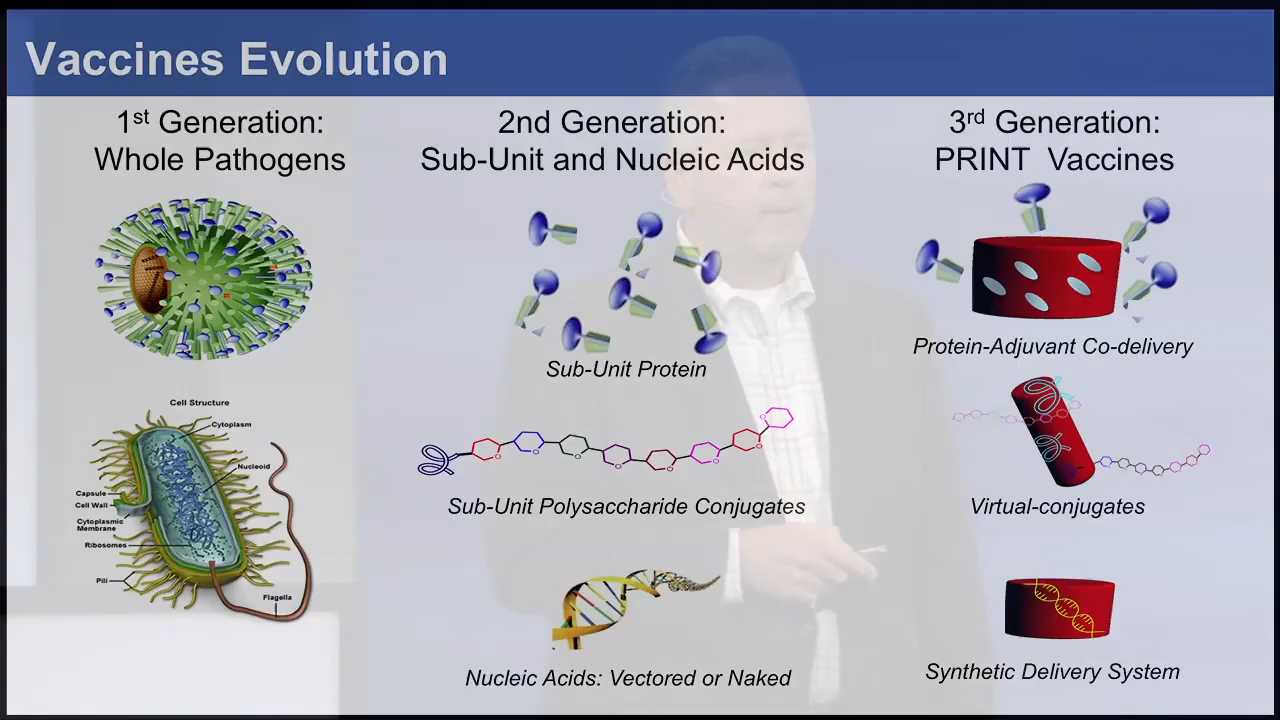 Vaccines Evolution
1st Generation:
Whole Pathogens
2nd Generation:
Sub-Unit and Nucleic Acids
3rd Generation:
PRINT Vaccines
Cell Structure
Cytoplasm
Nucleoid
Capsule
Cell Wall
Cytoplasmic
Membrane
Ribosomes
Pili
Flagella
Sub-Unit Protein
Sub-Unit Polysaccharide Conjugates
Nucleic Acids: Vectored or Naked
Protein-Adjuvant Co-delivery
Virtual-conjugates
Synthetic Delivery System